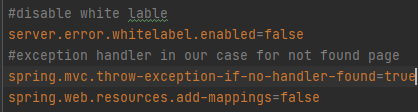 #disable white lable
server.error.whitelabel.enabled=false
#exception handler in our case for not found page
spring.mvc.throw-exception-if-no-handler-found=true
spring.web.resources.add-mappings=false